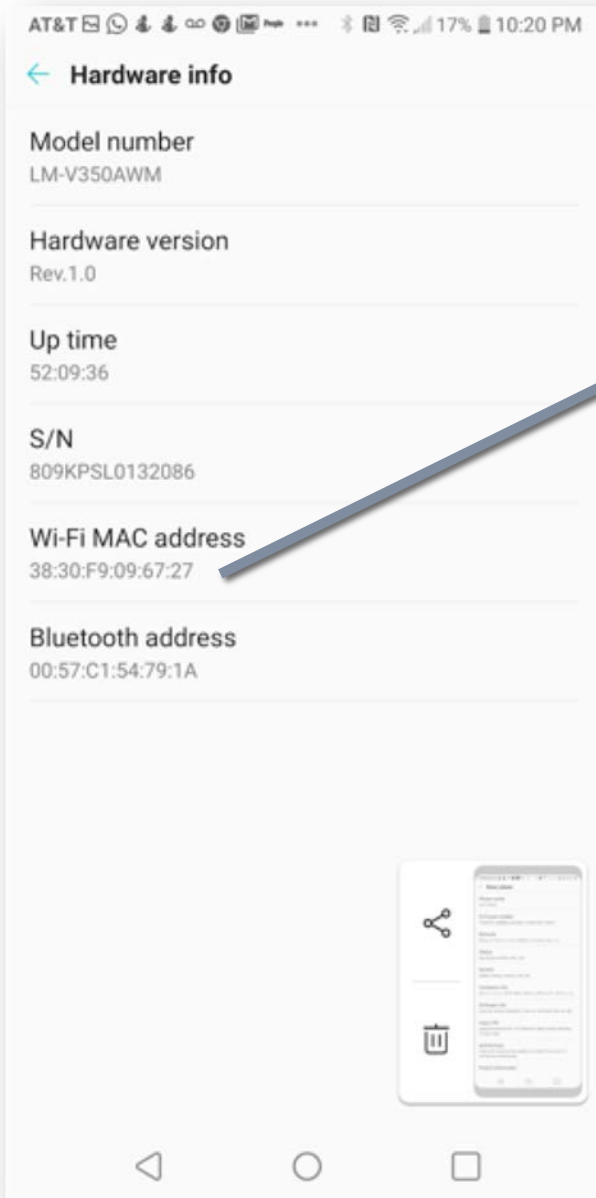 AT&T 17% 10:20 PM
Hardware info
Model number
LM-V350AWM
Hardware version
Rev.1.0
Up time
52:09:36
S/N
809KPSL0132086
Wi-Fi MAC address
38:30:F9:09:67:27
Bluetooth address
00:57:C1:54:79:1A